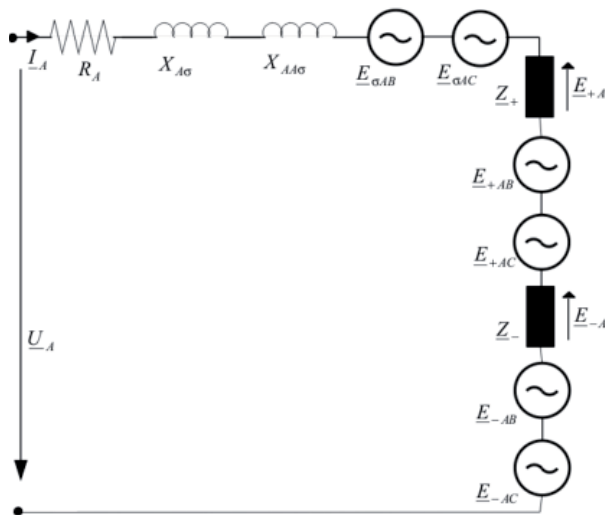 I_A
R_A
X_Aσ
X_AAσ
E_σAB
E_σAC
Z_+
E_+A
E_+AB
E_+AC
Z_-
E_-A
U_A
E_-AB
E_-AC